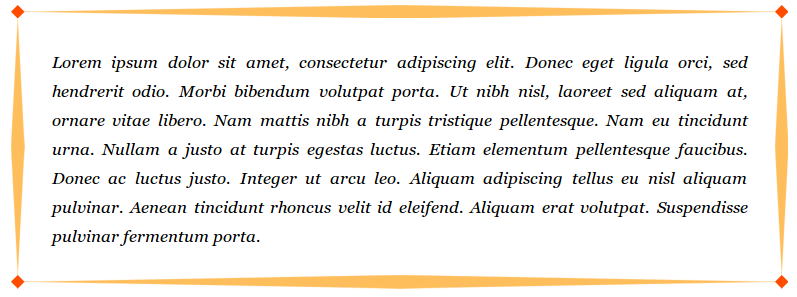 Lorem ipsum dolor sit amet, consectetur adipiscing elit. Donec eget ligula orci, sed
hendrerit odio. Morbi bibendum volutpat porta. Ut nibh nisl, laoreet sed aliquam at,
ornare vitae libero. Nam mattis nibh a turpis tristique pellentesque. Nam eu tincidunt
urna. Nullam a justo at turpis egestas luctus. Etiam elementum pellentesque faucibus.
Donec ac luctus justo. Integer ut arcu leo. Aliquam adipiscing tellus eu nisl aliquam
pulvinar. Aenean tincidunt rhoncus velit id eleifend. Aliquam erat volutpat. Suspendisse
pulvinar fermentum porta.